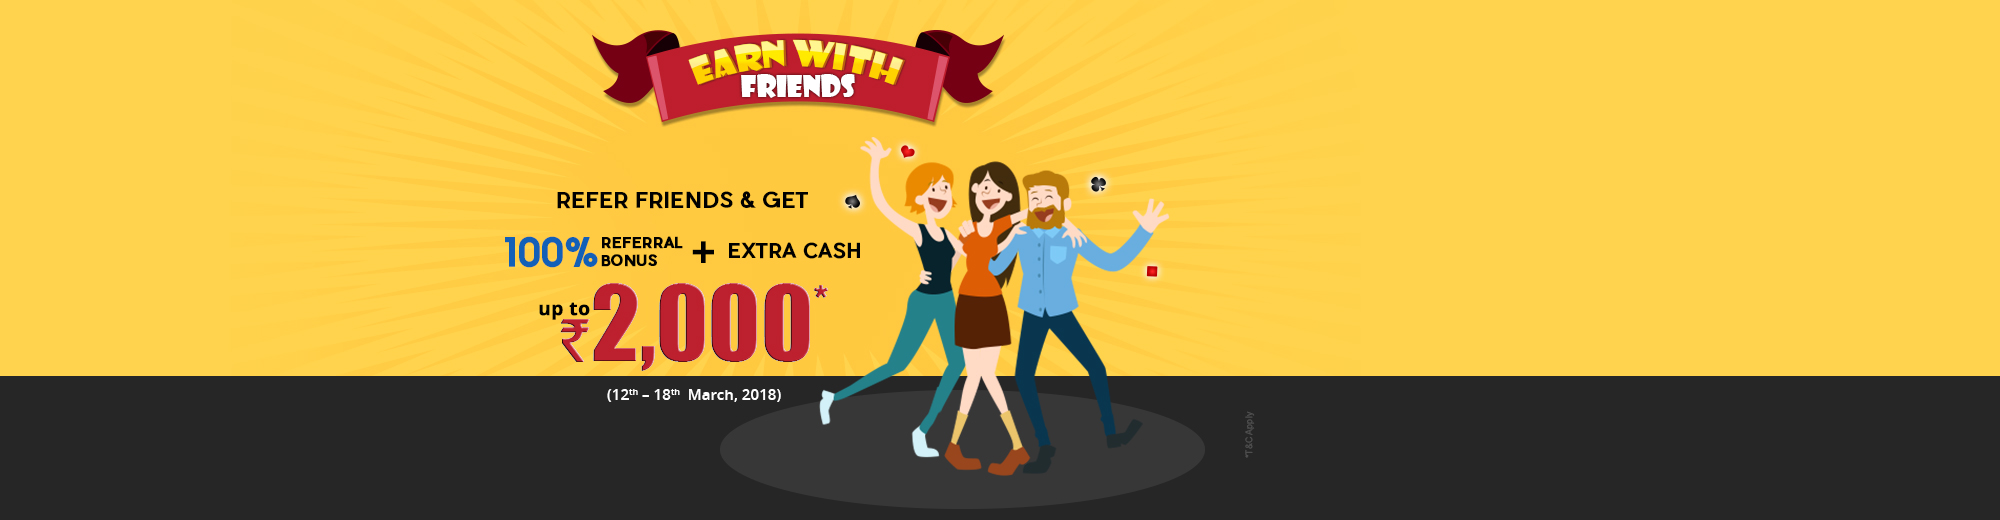 EARN WITH
FRIENDS
REFER FRIENDS & GET
100% REFERRAL BONUS + EXTRA CASH
up to
₹2,000*
(12th – 18th March, 2018)
*T&C Apply